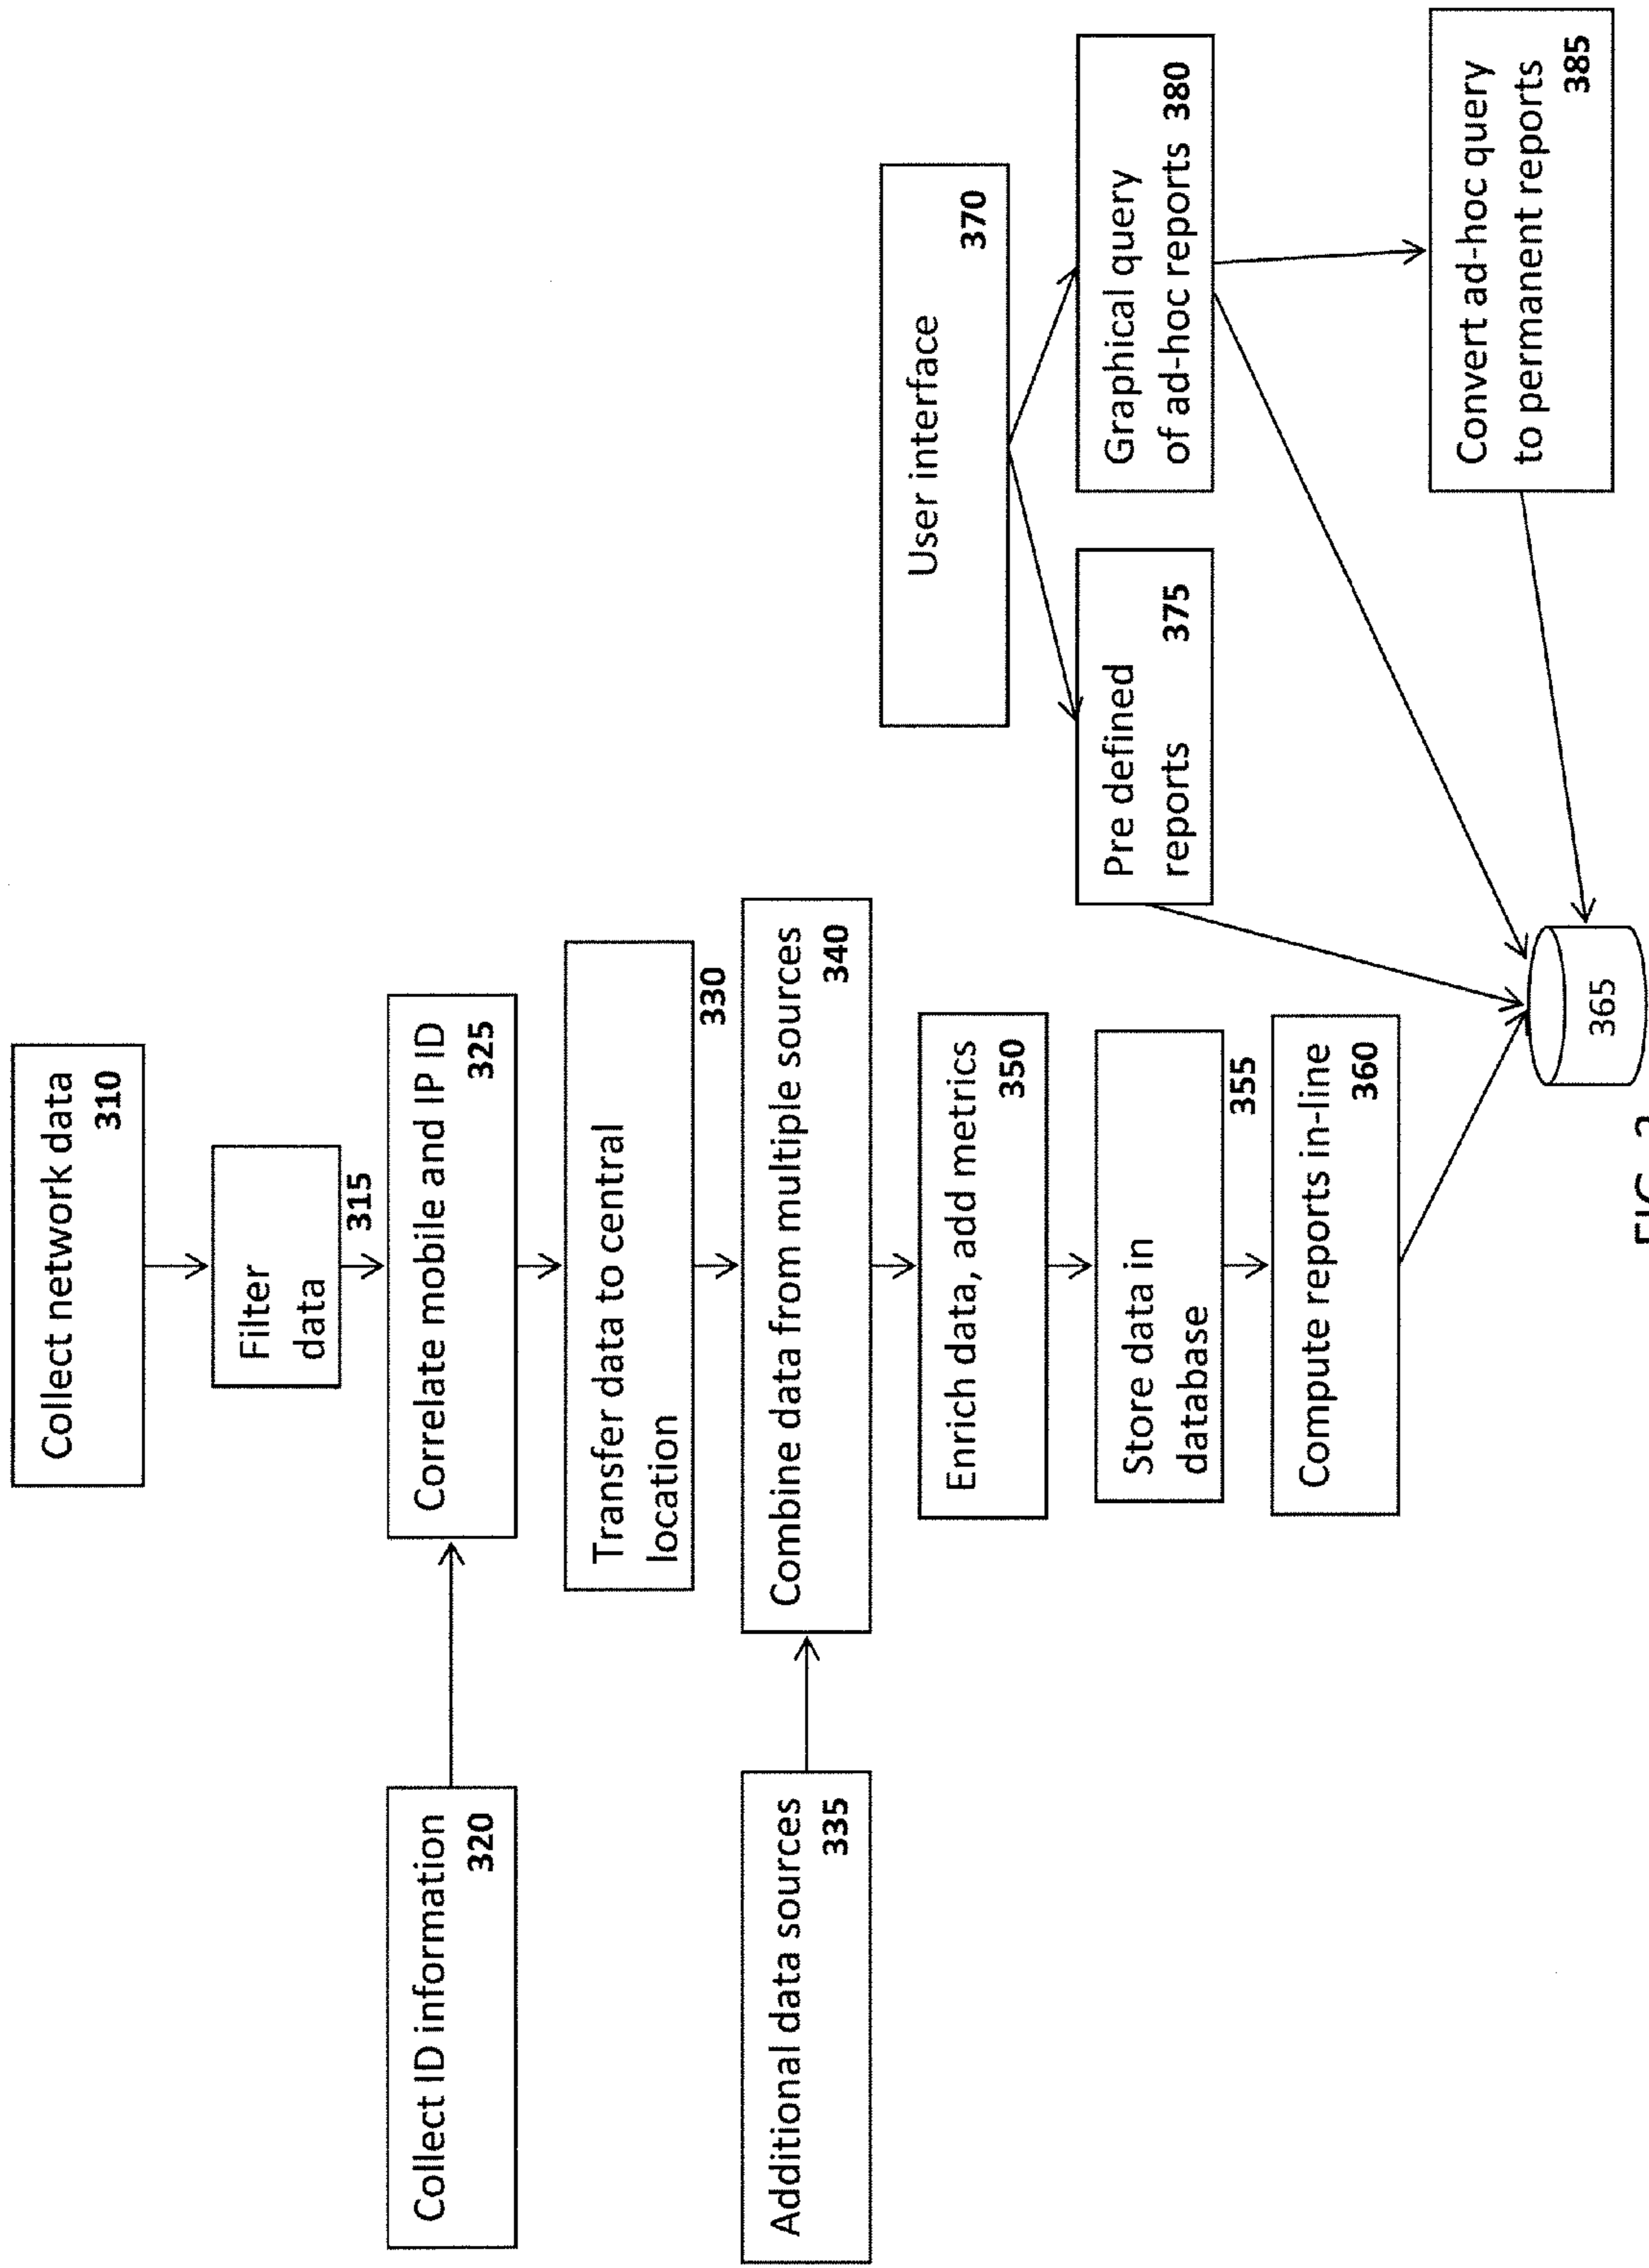 Collect network data
310
Filter
data
315
Collect ID information
320
Correlate mobile and IP ID
325
Transfer data to central
location
330
Additional data sources
335
Combine data from multiple sources
340
Enrich data, add metrics
350
Store data in
database
355
Compute reports in-line
360
365
User interface
370
Pre defined
reports 375
Graphical query
of ad-hoc reports 380
Convert ad-hoc query
to permanent reports
385